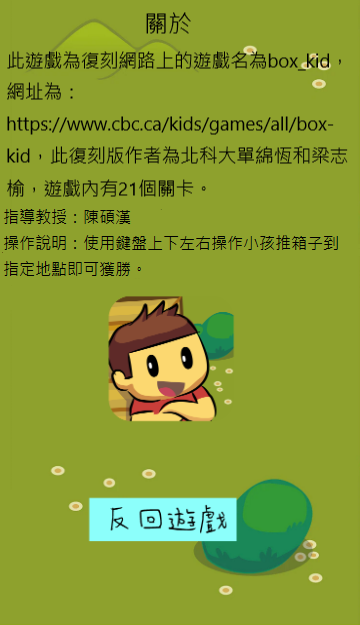 關於
此遊戲為復刻網路上的遊戲名為box_kid，
網址為：
https://www.cbc.ca/kids/games/all/box-
kid，此復刻版作者為北科大單綿恆和梁志
榆，遊戲內有21個關卡。
指導教授：陳碩漢
操作說明：使用鍵盤上下左右操作小孩推箱子到
指定地點即可獲勝。
反回遊戲